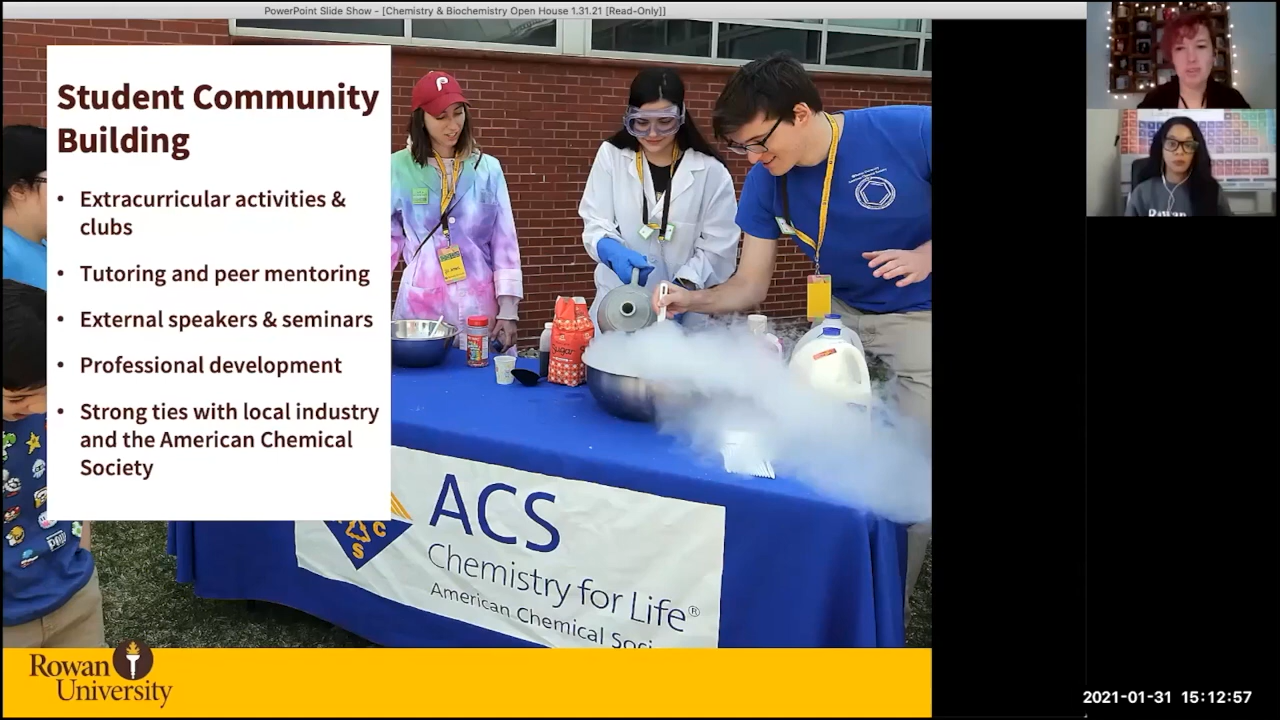 PowerPoint Slide Show - [Chemistry & Biochemistry Open House 1.31.21 [Read-Only]]
Student Community
Building
• Extracurricular activities &
clubs
• Tutoring and peer mentoring
• External speakers & seminars
• Professional development
• Strong ties with local industry
and the American Chemical
Society
P
Sugar
ACS
C
S
Chemistry for Life®
American Chemical Soci
Rowan
University
Rowan
2021-01-31 15:12:57